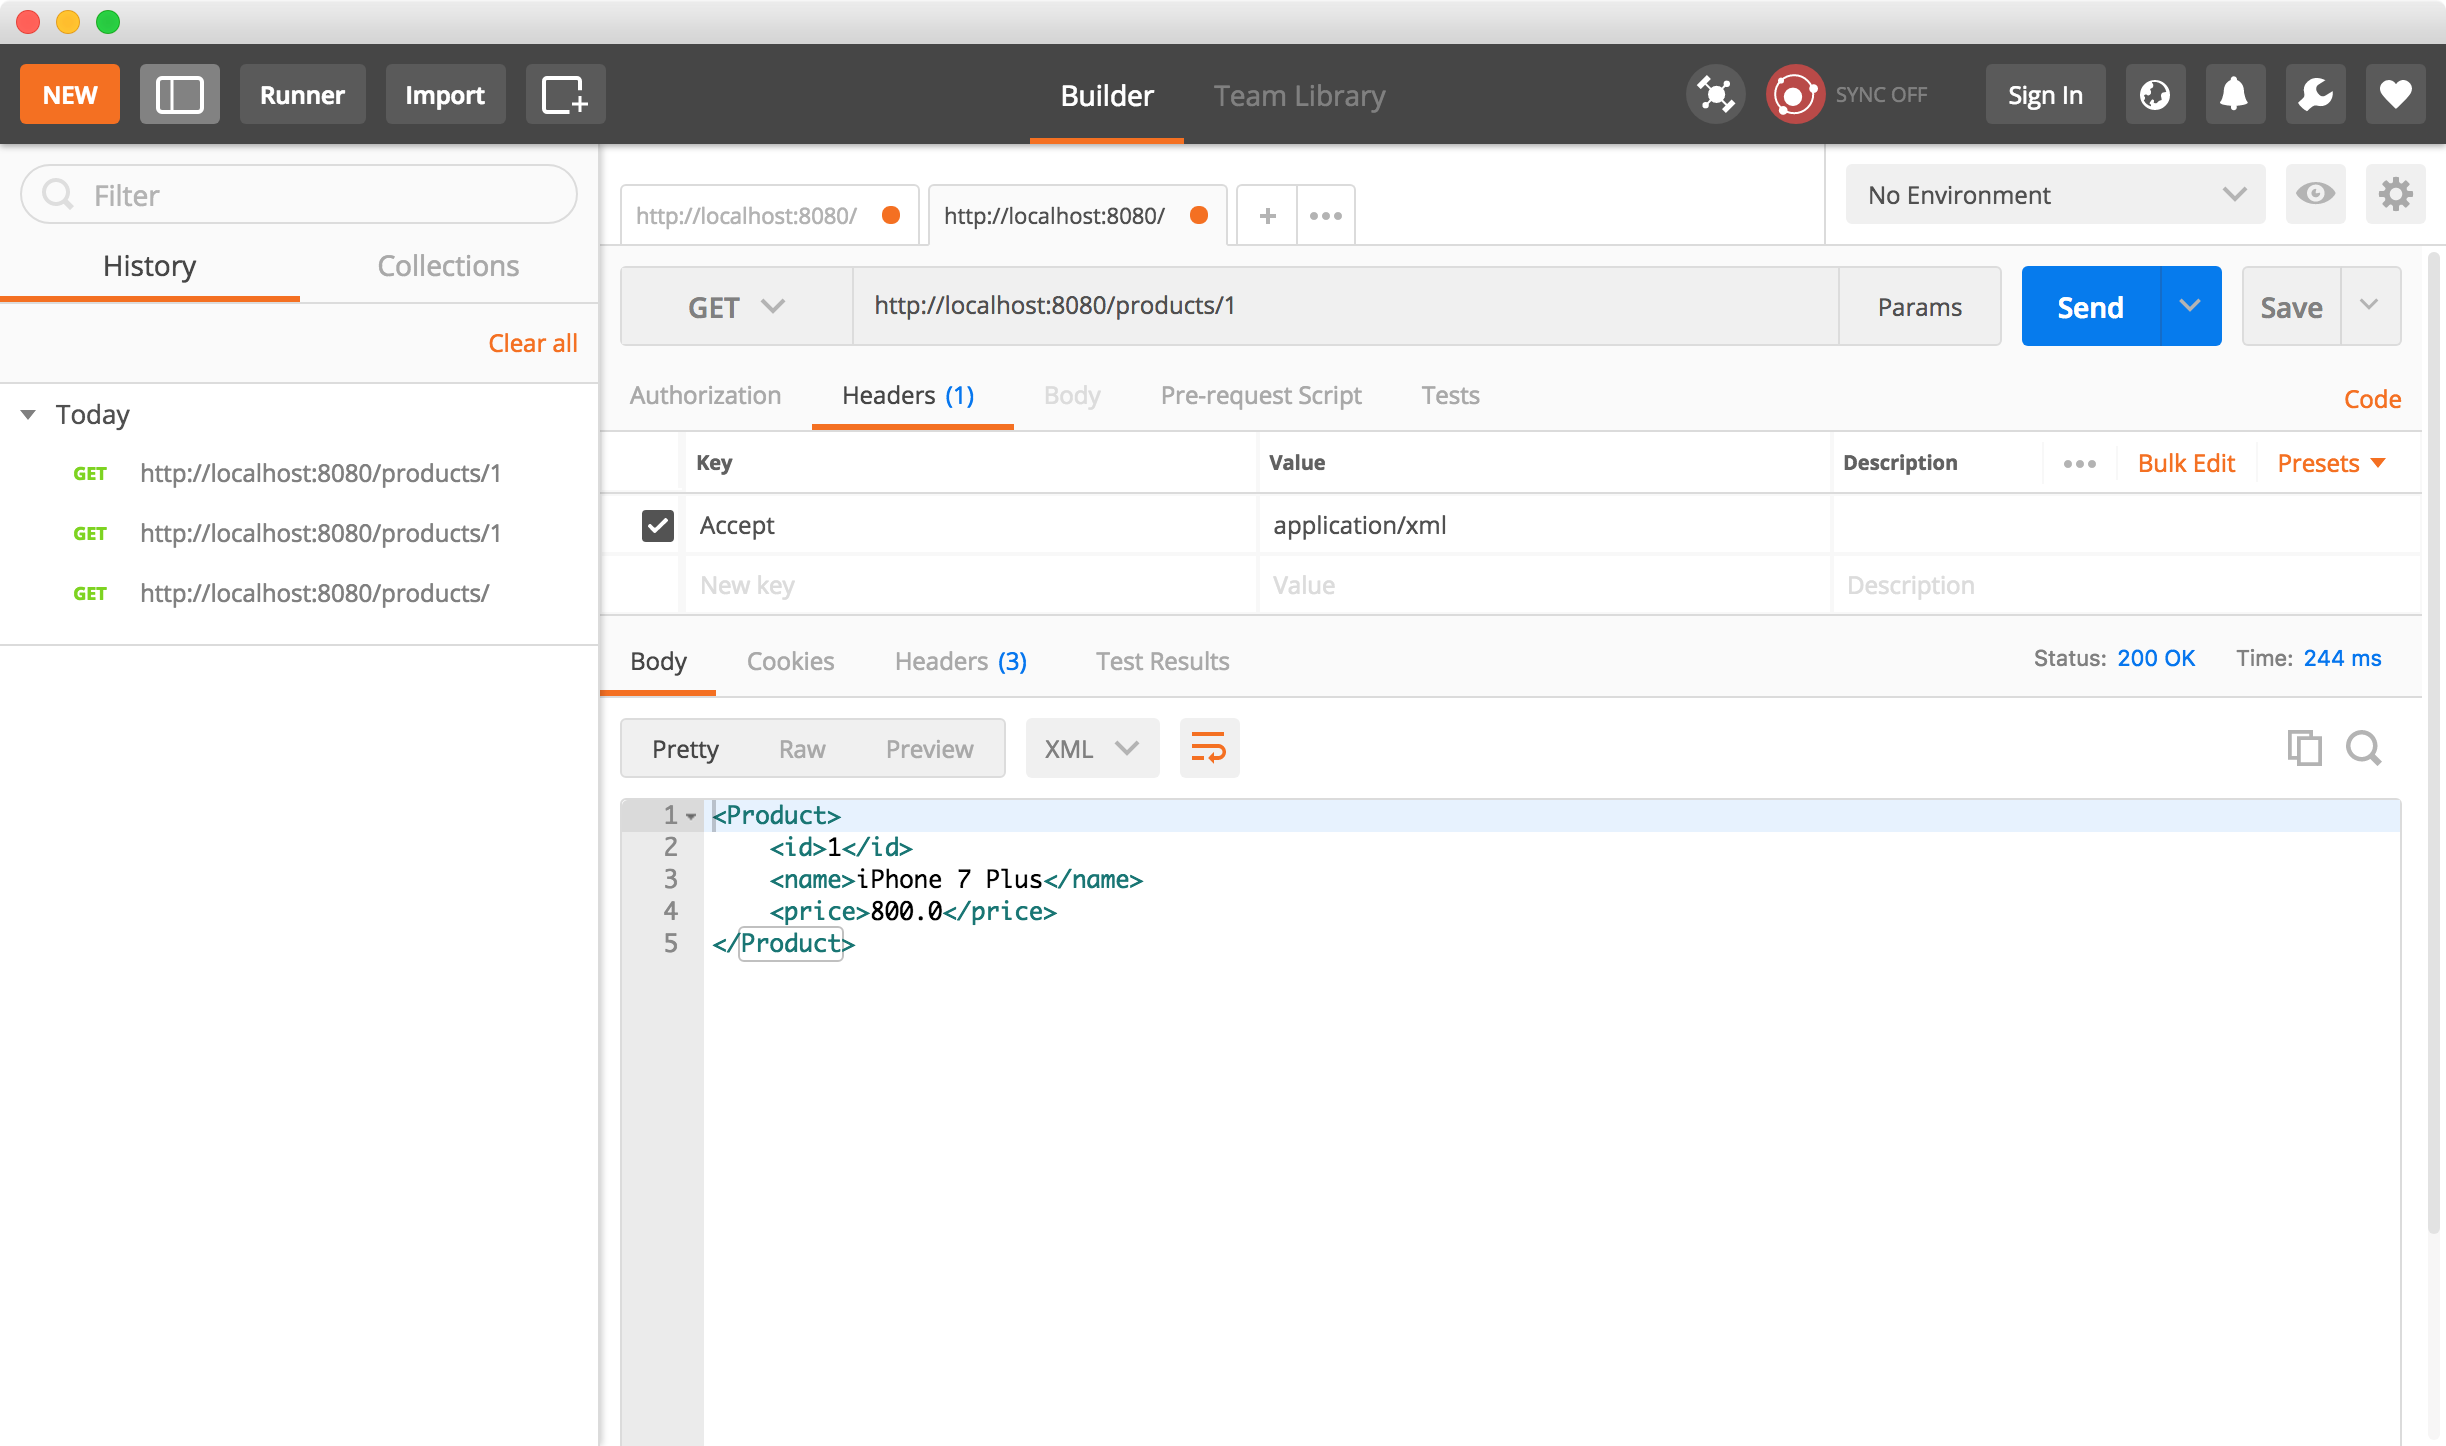 NEW Runner Import Builder Team Library SYNC OFF Sign In
Filter
History Collections
Clear all
Today
GET http://localhost:8080/products/1
GET http://localhost:8080/products/1
GET http://localhost:8080/products/
http://localhost:8080/ http://localhost:8080/ + •••
No Environment
GET http://localhost:8080/products/1 Params Send Save
Authorization Headers (1) Body Pre-request Script Tests Code
Key Value Description ••• Bulk Edit Presets
Accept application/xml
New key Value Description
Body Cookies Headers (3) Test Results Status: 200 OK Time: 244 ms
Pretty Raw Preview XML
1 <Product>
2 <id>1</id>
3 <name>iPhone 7 Plus</name>
4 <price>800.0</price>
5 </Product>